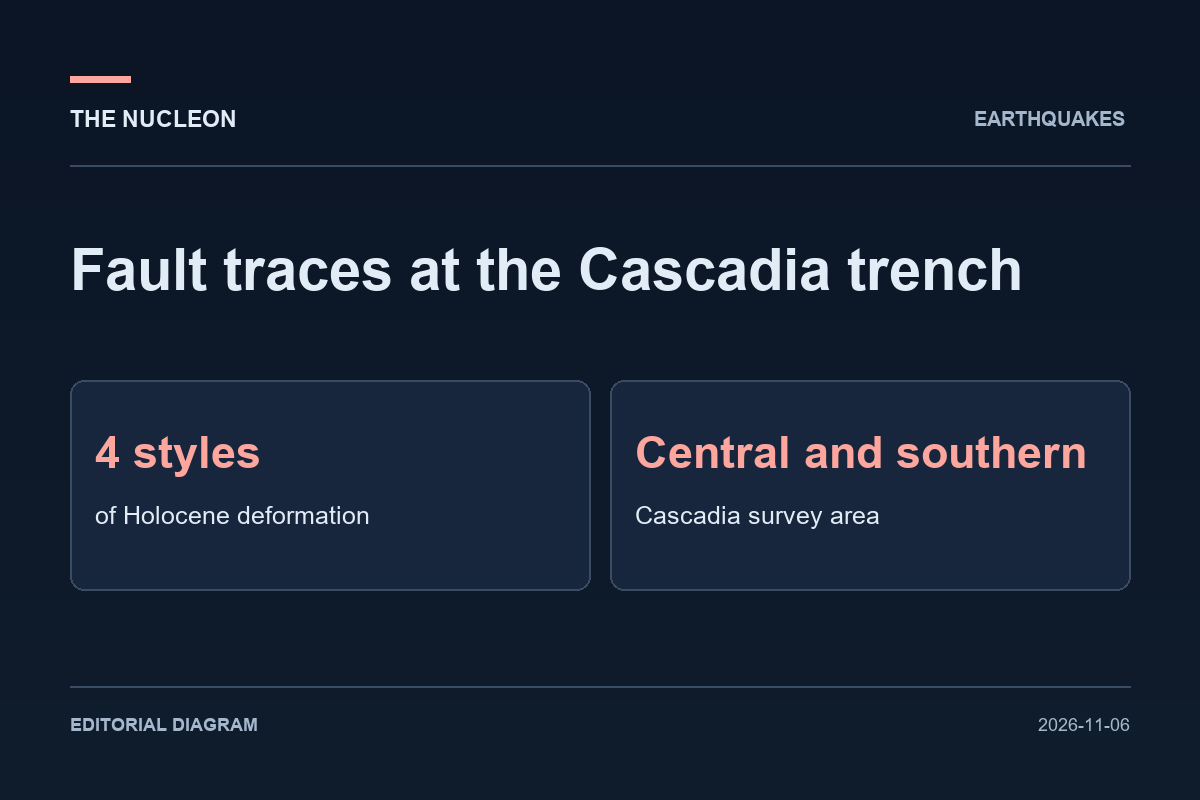 THE NUCLEON
EARTHQUAKES
Fault traces at the Cascadia trench
4 styles
of Holocene deformation
Central and southern
Cascadia survey area
EDITORIAL DIAGRAM
2026-11-06